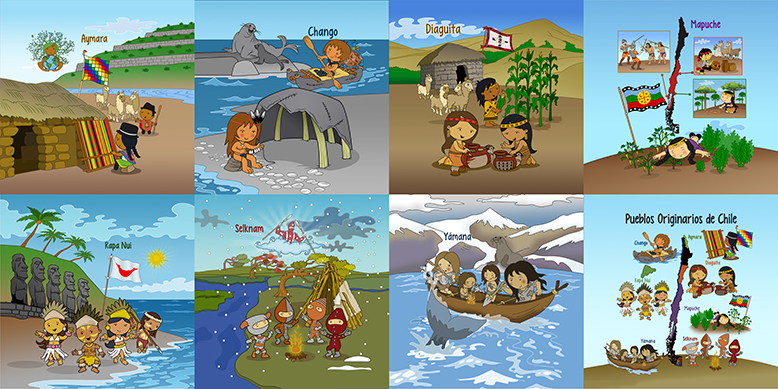 Aymara
Chango
Diaguita
Mapuche
Rapa Nui
Selknam
Yámana
Pueblos Originarios de Chile
Chango
Aymara
Diaguita
Rapa Nui
Mapuche
Yámana
Selknam